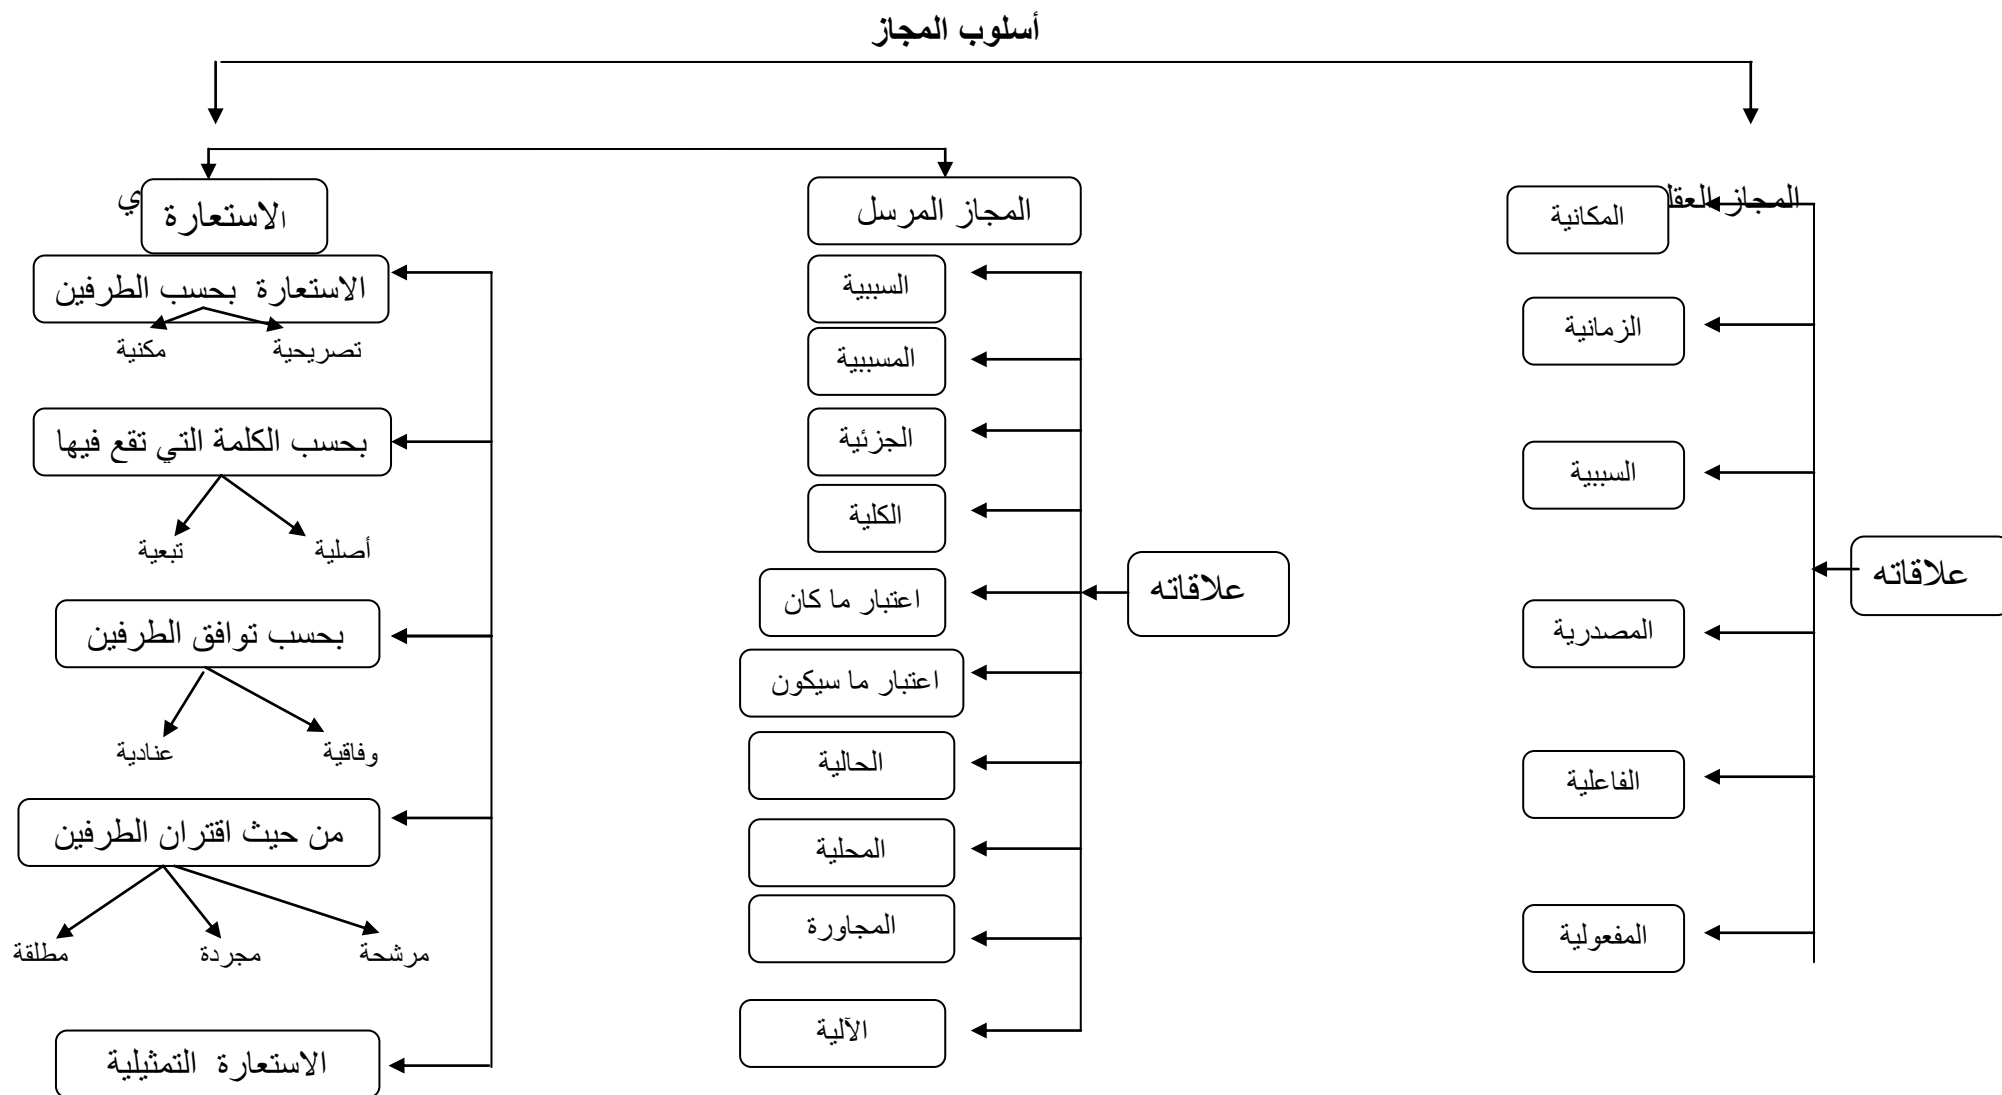 أسلوب المجاز
المجاز العقلا
المكانية
الزمانية
السببية
المصدرية
الفاعلية
المفعولية
علاقاته
المجاز المرسل
السببية
المسببية
الجزئية
الكلية
اعتبار ما كان
اعتبار ما سيكون
الحالية
المحلية
المجاورة
الآلية
علاقاته
ي
الاستعارة
الاستعارة بحسب الطرفين
تصريحية
مكنية
بحسب الكلمة التي تقع فيها
أصلية
تبعية
بحسب توافق الطرفين
وفاقية
عنادية
من حيث اقتران الطرفين
مرشحة
مجردة
مطلقة
الاستعارة التمثيلية